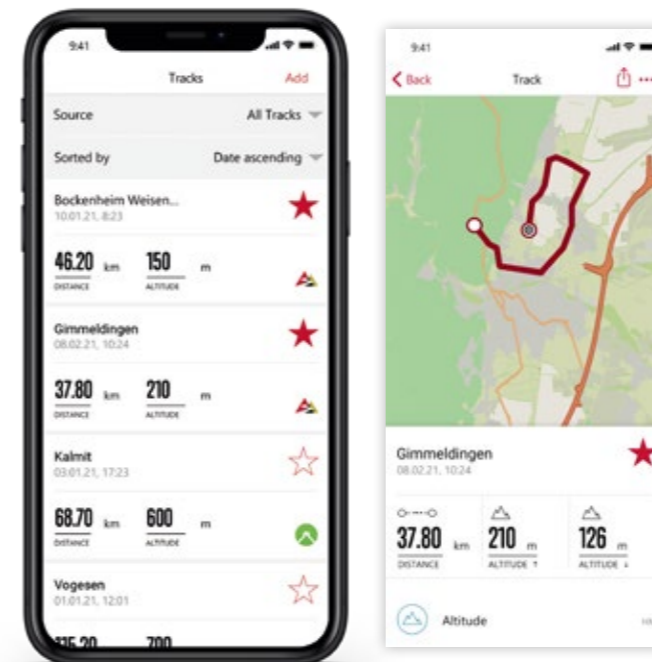 9:41
Tracks
Add
Source
All Tracks
Sorted by
Date ascending
Bockenheim Weisen...
10.01.21, 8:23
46.20 km 150 m
DISTANCE ALTITUDE
Gimmeldingen
08.02.21, 10:24
37.80 km 210 m
DISTANCE ALTITUDE
Kalmit
03.01.21, 17:23
68.70 km 600 m
DISTANCE ALTITUDE
Vogesen
01.01.21, 12:01
700
9:41
Back
Track
Gimmeldingen
08.02.21, 10:24
37.80 km 210 m 126 m
DISTANCE ALTITUDE ↑ ALTITUDE ↓
Altitude